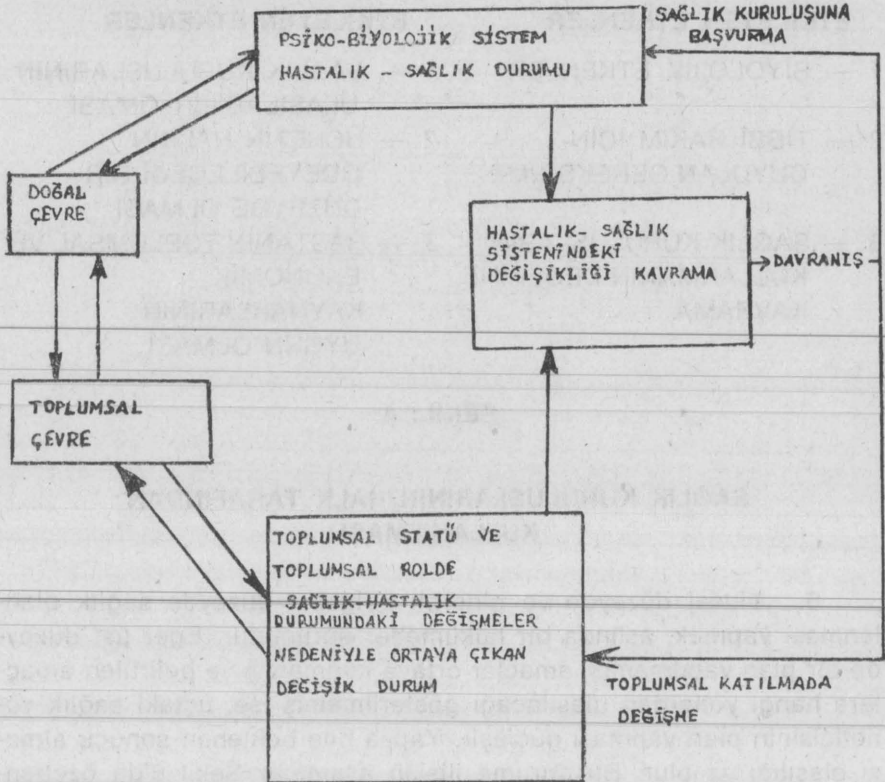 SAĞLIK KURULUŞUNA
BAŞVURMA
PSİKO-BİYOLOJİK SİSTEM
HASTALIK - SAĞLIK DURUMU
DOĞAL
ÇEVRE
HASTALIK- SAĞLIK
SİSTEMİNDEKİ
DEĞİŞİKLİĞİ KAVRAMA
DAVRANIŞ
TOPLUMSAL
ÇEVRE
TOPLUMSAL STATÜ VE
TOPLUMSAL ROLDE
SAĞLIK-HASTALIK
DURUMUNDAKİ DEĞİŞMELER
NEDENİYLE ORTAYA ÇIKAN
DEĞİŞİK DURUM
TOPLUMSAL KATILMADA
DEĞİŞME